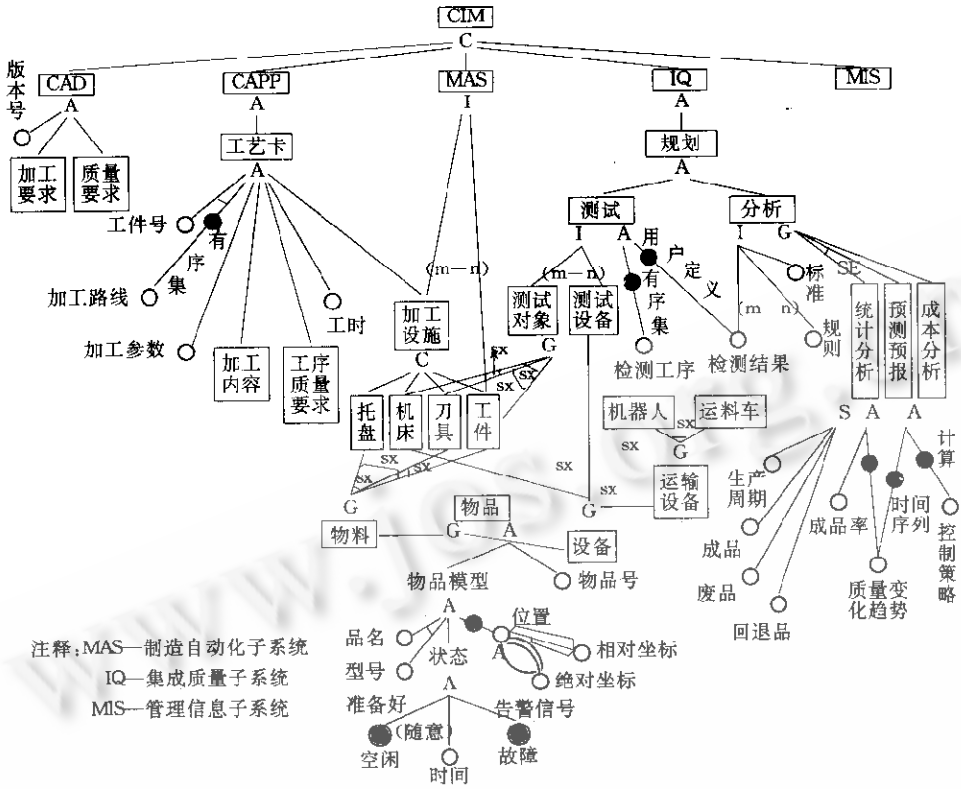 CIM
C
版本号
CAD
A
CAPP
A
MAS
I
IQ
A
MIS
加工要求
质量要求
工艺卡
A
规划
A
测试
I
A
分析
I
G
工件号
有序集
加工路线
加工参数
加工内容
工序质量要求
工时
(m—n)
加工设施
C
(m—n)
测试对象
G
测试设备
有序集
用户定义
检测工序
检测结果
(m n)
标准
规则
SE
统计分析
预测预报
成本分析
S
A
A
托盘
机床
刀具
工件
sx
sx
sx
sx
sx
sx
G
机器人
运料车
sx
sx
G
sx
sx
G
运输设备
物品
G
A
物料
设备
物品模型
A
物品号
品名
型号
状态
A
位置
A
相对坐标
绝对坐标
准备好
(随意)
告警信号
空闲
时间
故障
生产周期
成品
废品
回退品
成品率
时间序列
质量变化趋势
计算
控制策略
注释:MAS—制造自动化子系统
IQ—集成质量子系统
MIS—管理信息子系统
www.jos.org.